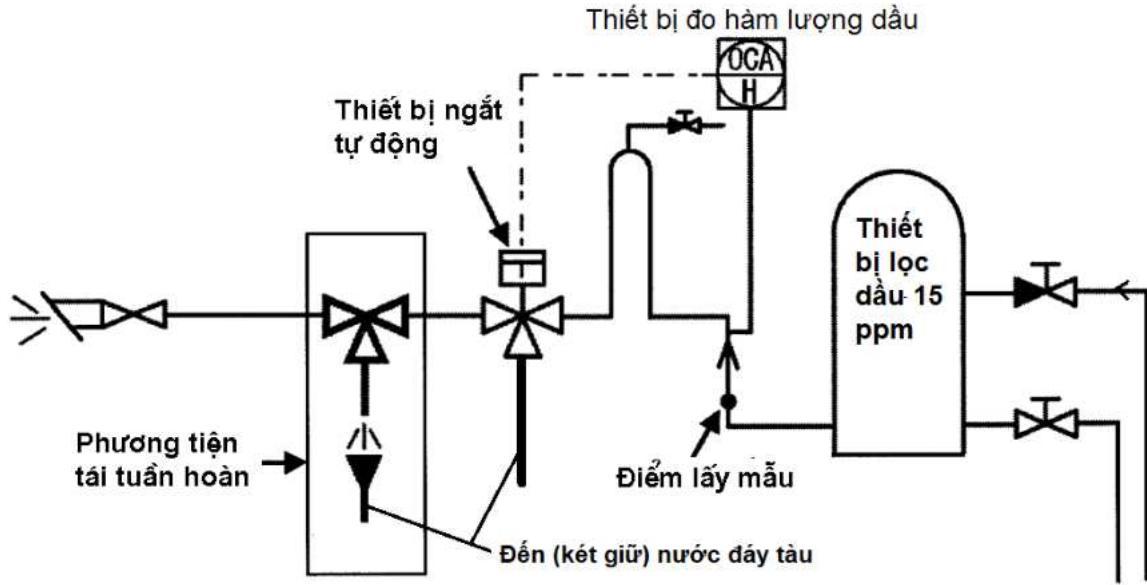 Thiết bị đo hàm lượng dầu
OCA
H
Thiết bị ngắt
tự động
Thiết
bị lọc
dầu 15
ppm
Phương tiện
tái tuần hoàn
Điểm lấy mẫu
Đến (két giữ) nước đáy tàu